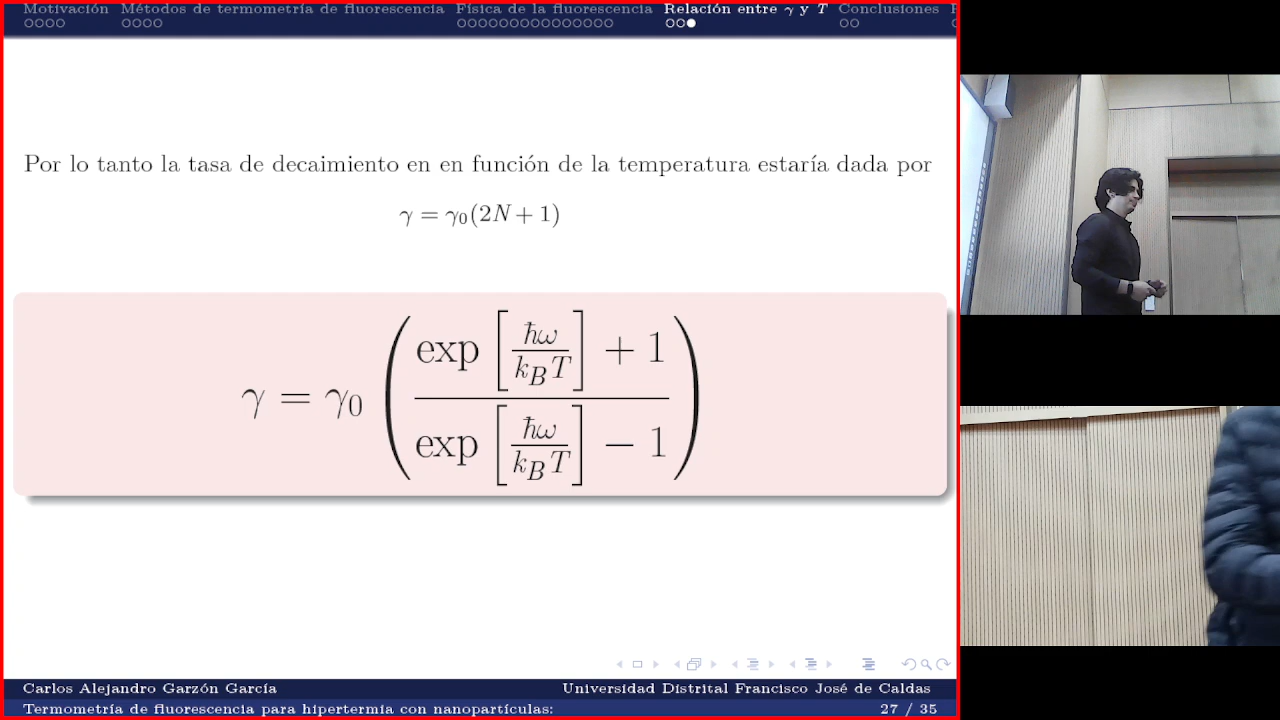 Motivación Métodos de termometría de fluorescencia Física de la fluorescencia Relación entre γ y T Conclusiones
Por lo tanto la tasa de decaimiento en en función de la temperatura estaría dada por
γ = γ₀(2N + 1)
γ = γ₀ ( (exp [ħω / k_B T] + 1) / (exp [ħω / k_B T] − 1) )
Carlos Alejandro Garzón García Universidad Distrital Francisco José de Caldas
Termometría de fluorescencia para hipertermia con nanopartículas: 27 / 35